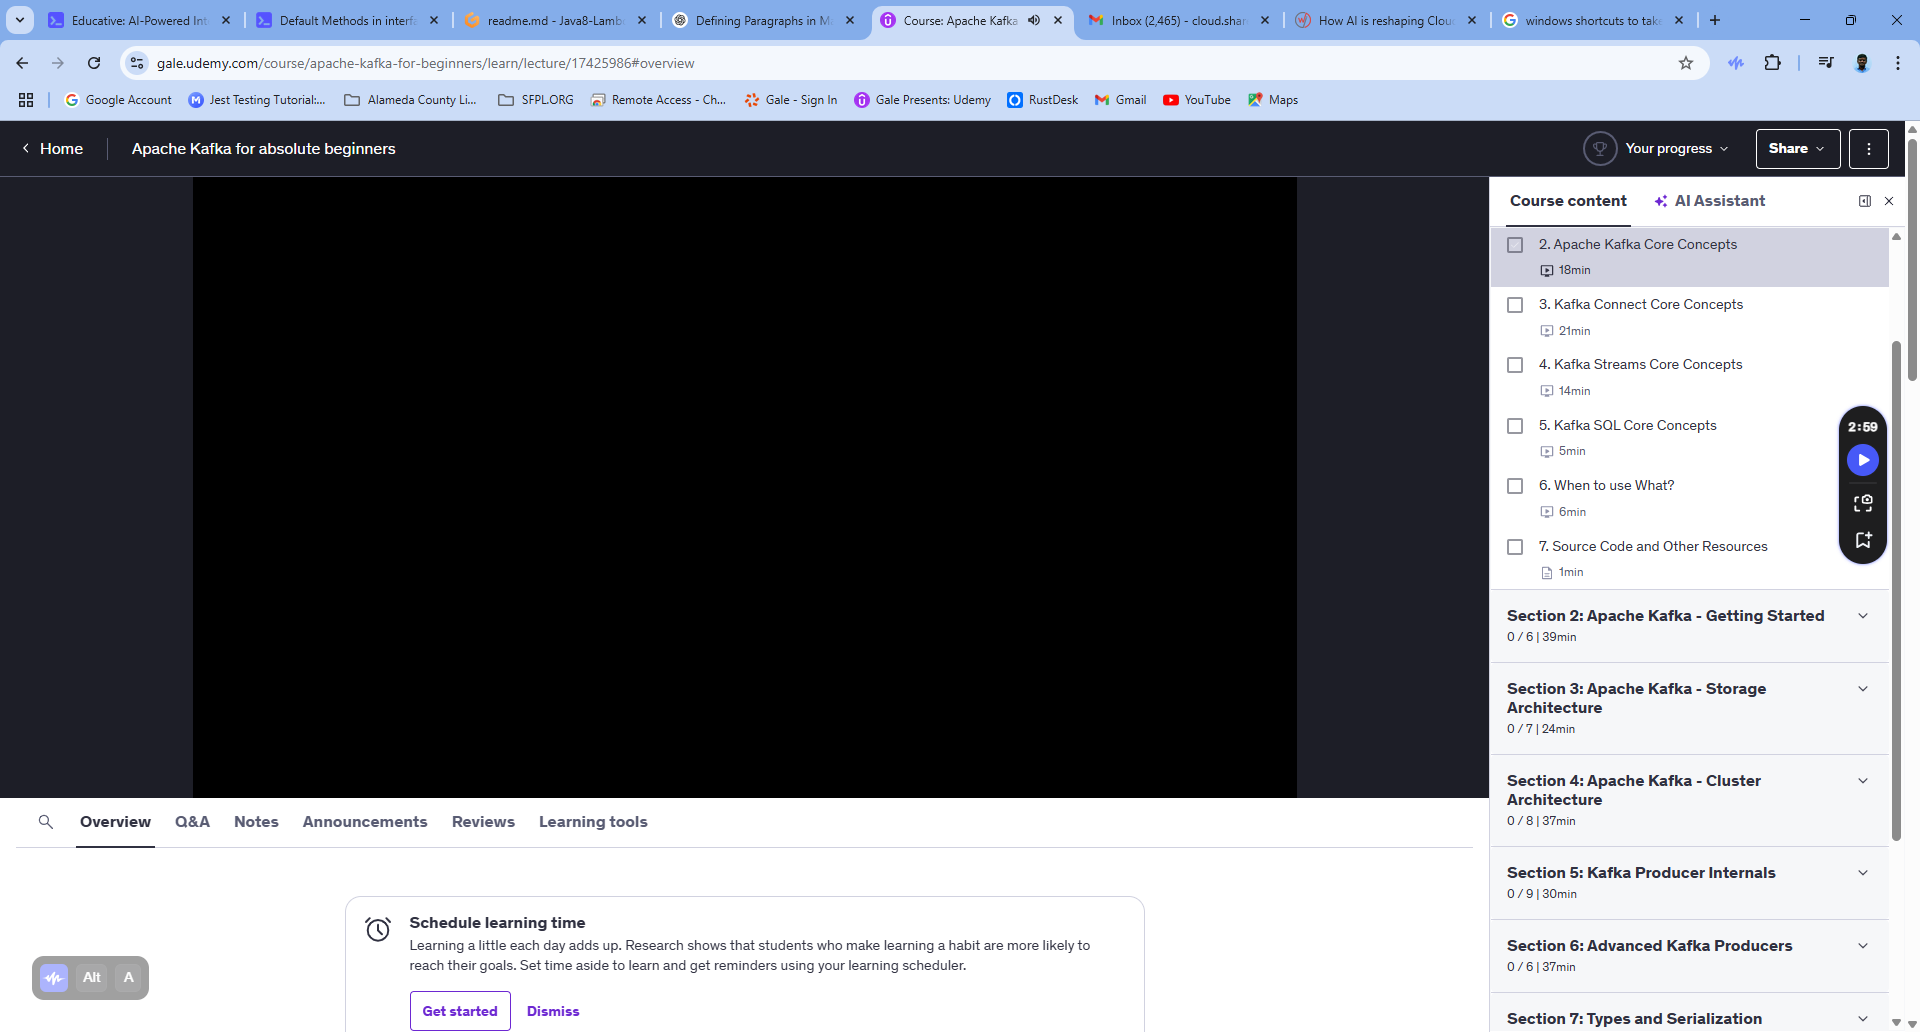 Educative: AI-Powered Int
Default Methods in interfa
readme.md - Java8-Lambd
Defining Paragraphs in M
Course: Apache Kafka
Inbox (2,465) - cloud.shar
How AI is reshaping Clou
windows shortcuts to take
gale.udemy.com/course/apache-kafka-for-beginners/learn/lecture/17425986#overview
Google Account
Jest Testing Tutorial:...
Alameda County Li...
SFPL.ORG
Remote Access - Ch...
Gale - Sign In
Gale Presents: Udemy
RustDesk
Gmail
YouTube
Maps
Home
Apache Kafka for absolute beginners
Your progress
Share
Course content
AI Assistant
2. Apache Kafka Core Concepts
18min
3. Kafka Connect Core Concepts
21min
4. Kafka Streams Core Concepts
14min
5. Kafka SQL Core Concepts
5min
6. When to use What?
6min
7. Source Code and Other Resources
1min
2:59
Section 2: Apache Kafka - Getting Started
0 / 6 | 39min
Section 3: Apache Kafka - Storage
Architecture
0 / 7 | 24min
Section 4: Apache Kafka - Cluster
Architecture
0 / 8 | 37min
Section 5: Kafka Producer Internals
0 / 9 | 30min
Section 6: Advanced Kafka Producers
0 / 6 | 37min
Section 7: Types and Serialization
Overview
Q&A
Notes
Announcements
Reviews
Learning tools
Schedule learning time
Learning a little each day adds up. Research shows that students who make learning a habit are more likely to
reach their goals. Set time aside to learn and get reminders using your learning scheduler.
Get started
Dismiss
Alt
A